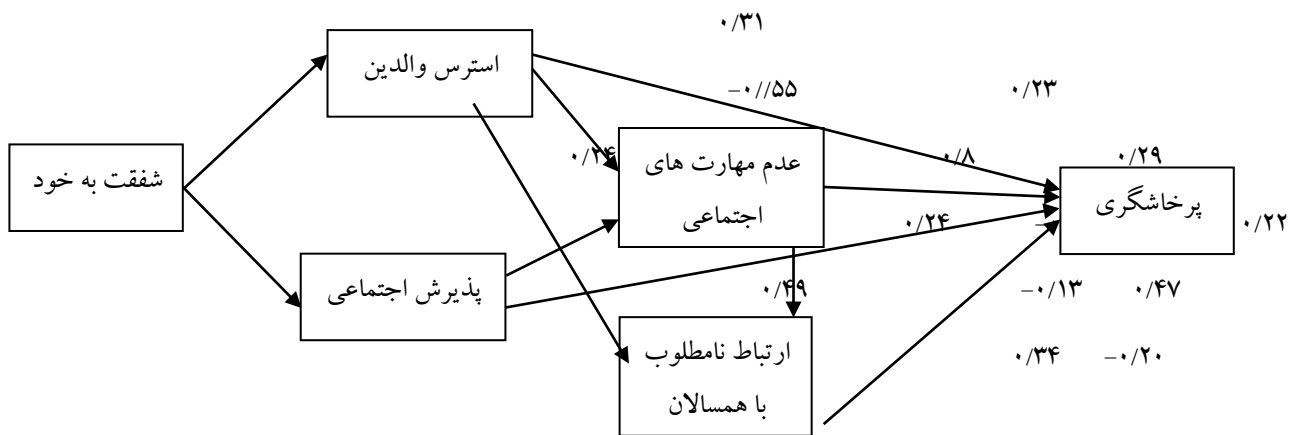 ۰/۳۱
استرس والدین
-۰//۵۵
۰/۲۳
شفقت به خود
۰/۲۴
عدم مهارت های
اجتماعی
۰/۸
۰/۲۹
پرخاشگری
۰/۲۴
۰/۲۲
پذیرش اجتماعی
۰/۴۹
-۰/۱۳
۰/۴۷
ارتباط نامطلوب
با همسالان
۰/۳۴
-۰/۲۰